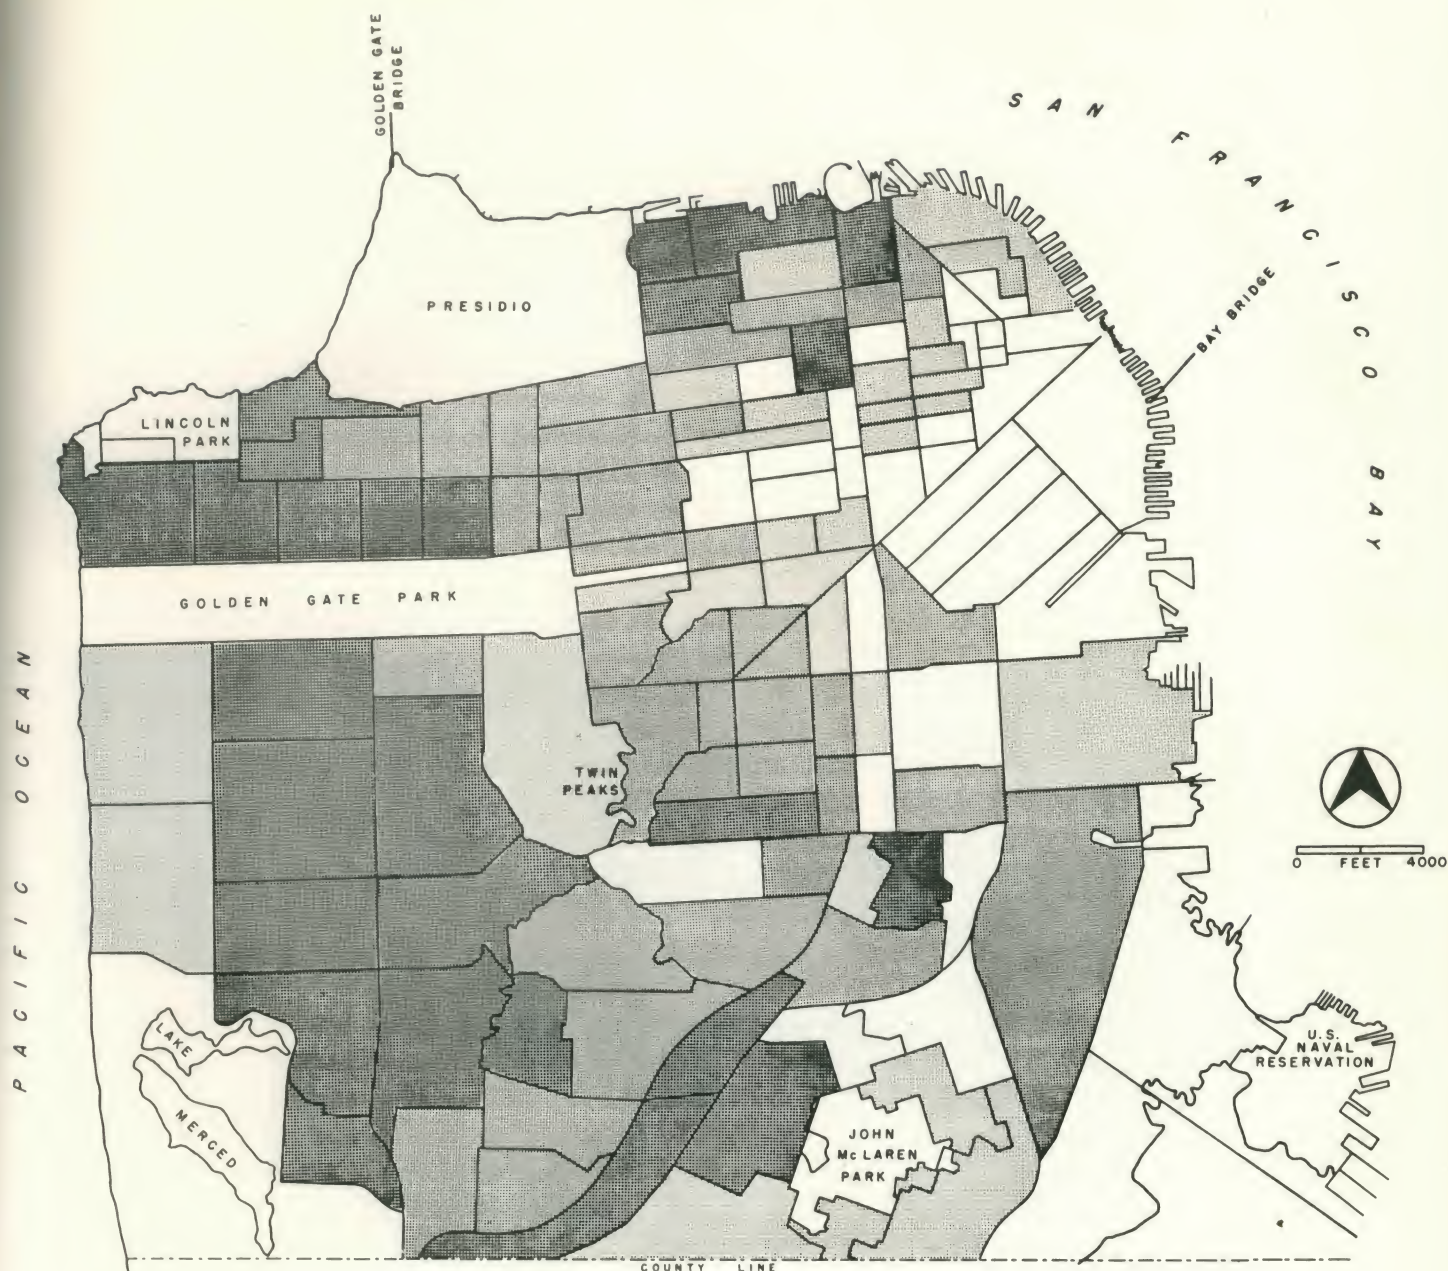 GOLDEN GATE
BRIDGE
SAN FRANCISCO BAY
BAY BRIDGE
PRESIDIO
LINCOLN
PARK
GOLDEN GATE PARK
PACIFIC OCEAN
TWIN
PEAKS
0 FEET 4000
LAKE
MERCED
U.S.
NAVAL
RESERVATION
JOHN
McLAREN
PARK
COUNTY LINE